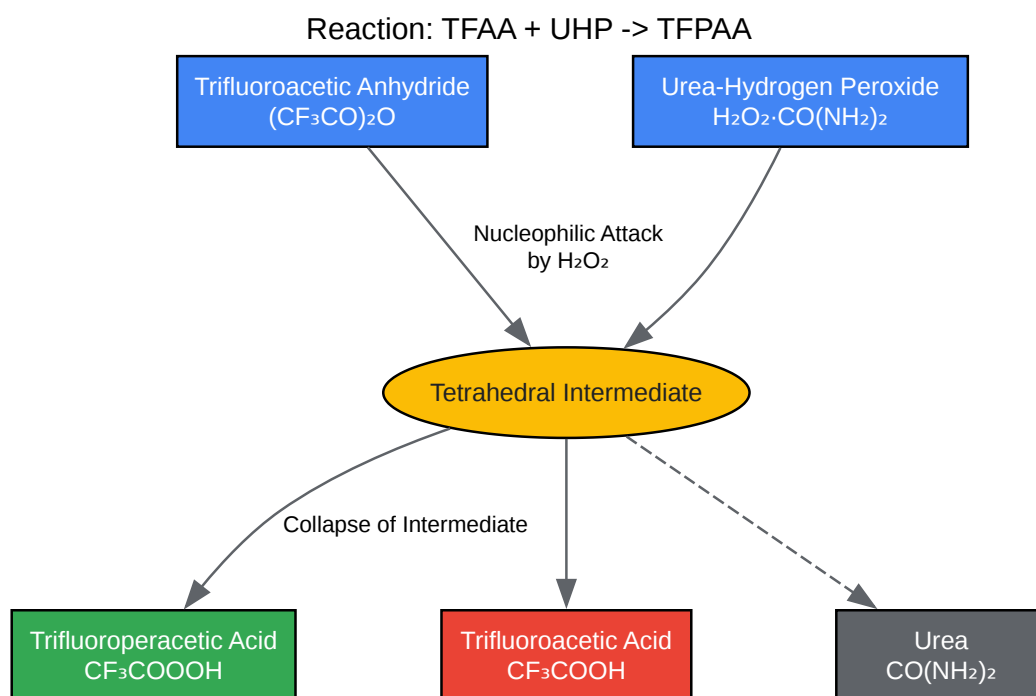 Reaction: TFAA + UHP -> TFPAA
Trifluoroacetic Anhydride
(CF₃CO)₂O
Urea-Hydrogen Peroxide
H₂O₂·CO(NH₂)₂
Nucleophilic Attack
by H₂O₂
Tetrahedral Intermediate
Collapse of Intermediate
Trifluoroperacetic Acid
CF₃COOOH
Trifluoroacetic Acid
CF₃COOH
Urea
CO(NH₂)₂